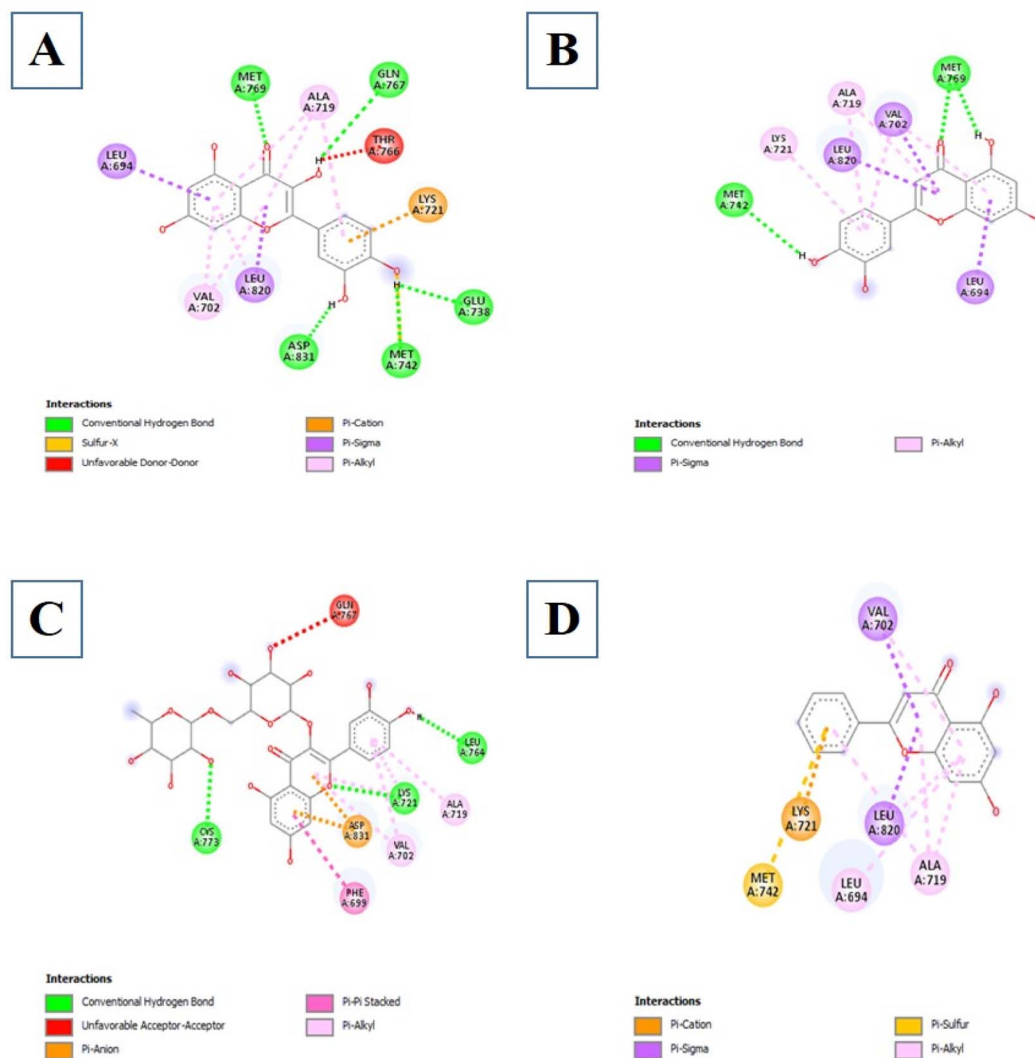 A
MET
A:769
GLN
A:767
ALA
A:719
THR
A:766
LEU
A:694
LYS
A:721
VAL
A:702
LEU
A:820
GLU
A:738
ASP
A:831
MET
A:742
O
O
H
O
O
O
O
H
O
H
Interactions
Conventional Hydrogen Bond
Sulfur-X
Unfavorable Donor-Donor
Pi-Cation
Pi-Sigma
Pi-Alkyl
B
MET
A:769
ALA
A:719
VAL
A:702
LYS
A:721
LEU
A:820
MET
A:742
LEU
A:694
O
H
O
O
H
O
O
Interactions
Conventional Hydrogen Bond
Pi-Sigma
Pi-Alkyl
C
GLN
A:767
LEU
A:764
LYS
A:721
ALA
A:719
ASP
A:831
VAL
A:702
CYS
A:773
PHE
A:699
Interactions
Conventional Hydrogen Bond
Unfavorable Acceptor-Acceptor
Pi-Anion
Pi-Pi Stacked
Pi-Alkyl
D
VAL
A:702
LYS
A:721
LEU
A:820
MET
A:742
LEU
A:694
ALA
A:719
O
O
O
O
Interactions
Pi-Cation
Pi-Sigma
Pi-Sulfur
Pi-Alkyl